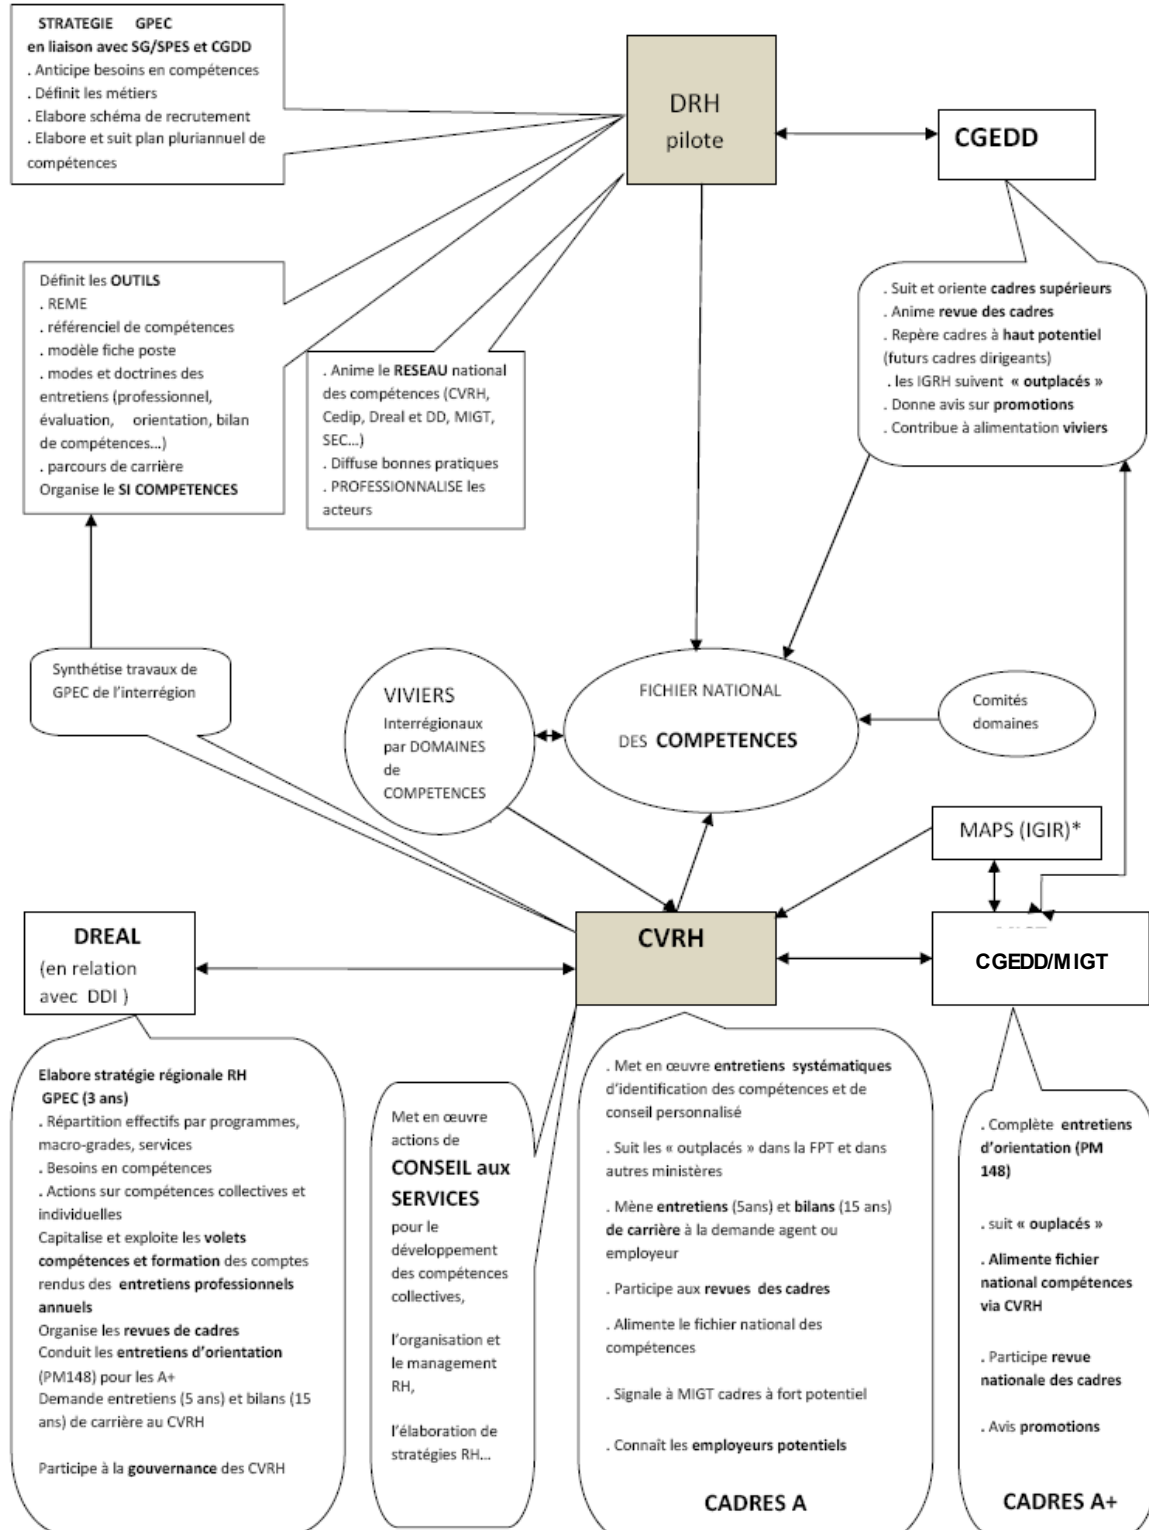 STRATEGIE GPEC
en liaison avec SG/SPES et CGDD
. Anticipe besoins en compétences
. Définit les métiers
. Elabore schéma de recrutement
. Elabore et suit plan pluriannuel de
compétences
DRH
pilote
CGEDD
Définit les OUTILS
. REME
. référenciel de compétences
. modèle fiche poste
. modes et doctrines des
entretiens (professionnel,
évaluation, orientation, bilan
de compétences...)
. parcours de carrière
Organise le SI COMPETENCES
. Anime le RESEAU national
des compétences (CVRH,
Cedip, Dreal et DD, MIGT,
SEC...)
. Diffuse bonnes pratiques
. PROFESSIONNALISE les
acteurs
. Suit et oriente cadres supérieurs
. Anime revue des cadres
. Repère cadres à haut potentiel
(futurs cadres dirigeants)
. les IGRH suivent « outplacés »
. Donne avis sur promotions
. Contribue à alimentation viviers
Synthétise travaux de
GPEC de l'interrégion
VIVIERS
Interrégionaux
par DOMAINES
de
COMPETENCES
FICHIER NATIONAL
DES COMPETENCES
Comités
domaines
MAPS (IGIR)*
DREAL
(en relation
avec DDI )
CVRH
CGEDD/MIGT
Elabore stratégie régionale RH
GPEC (3 ans)
. Répartition effectifs par programmes,
macro-grades, services
. Besoins en compétences
. Actions sur compétences collectives et
individuelles
Capitalise et exploite les volets
compétences et formation des comptes
rendus des entretiens professionnels
annuels
Organise les revues de cadres
Conduit les entretiens d'orientation
(PM148) pour les A+
Demande entretiens (5 ans) et bilans (15
ans) de carrière au CVRH
Participe à la gouvernance des CVRH
Met en œuvre
actions de
CONSEIL aux
SERVICES
pour le
développement
des compétences
collectives,
l'organisation et
le management
RH,
l'élaboration de
stratégies RH...
. Met en œuvre entretiens systématiques
d'identification des compétences et de
conseil personnalisé
. Suit les « outplacés » dans la FPT et dans
autres ministères
. Mène entretiens (5ans) et bilans (15 ans)
de carrière à la demande agent ou
employeur
. Participe aux revues des cadres
. Alimente le fichier national des
compétences
. Signale à MIGT cadres à fort potentiel
. Connaît les employeurs potentiels
CADRES A
. Complète entretiens
d'orientation (PM
148)
. suit « ouplacés »
. Alimente fichier
national compétences
via CVRH
. Participe revue
nationale des cadres
. Avis promotions
CADRES A+